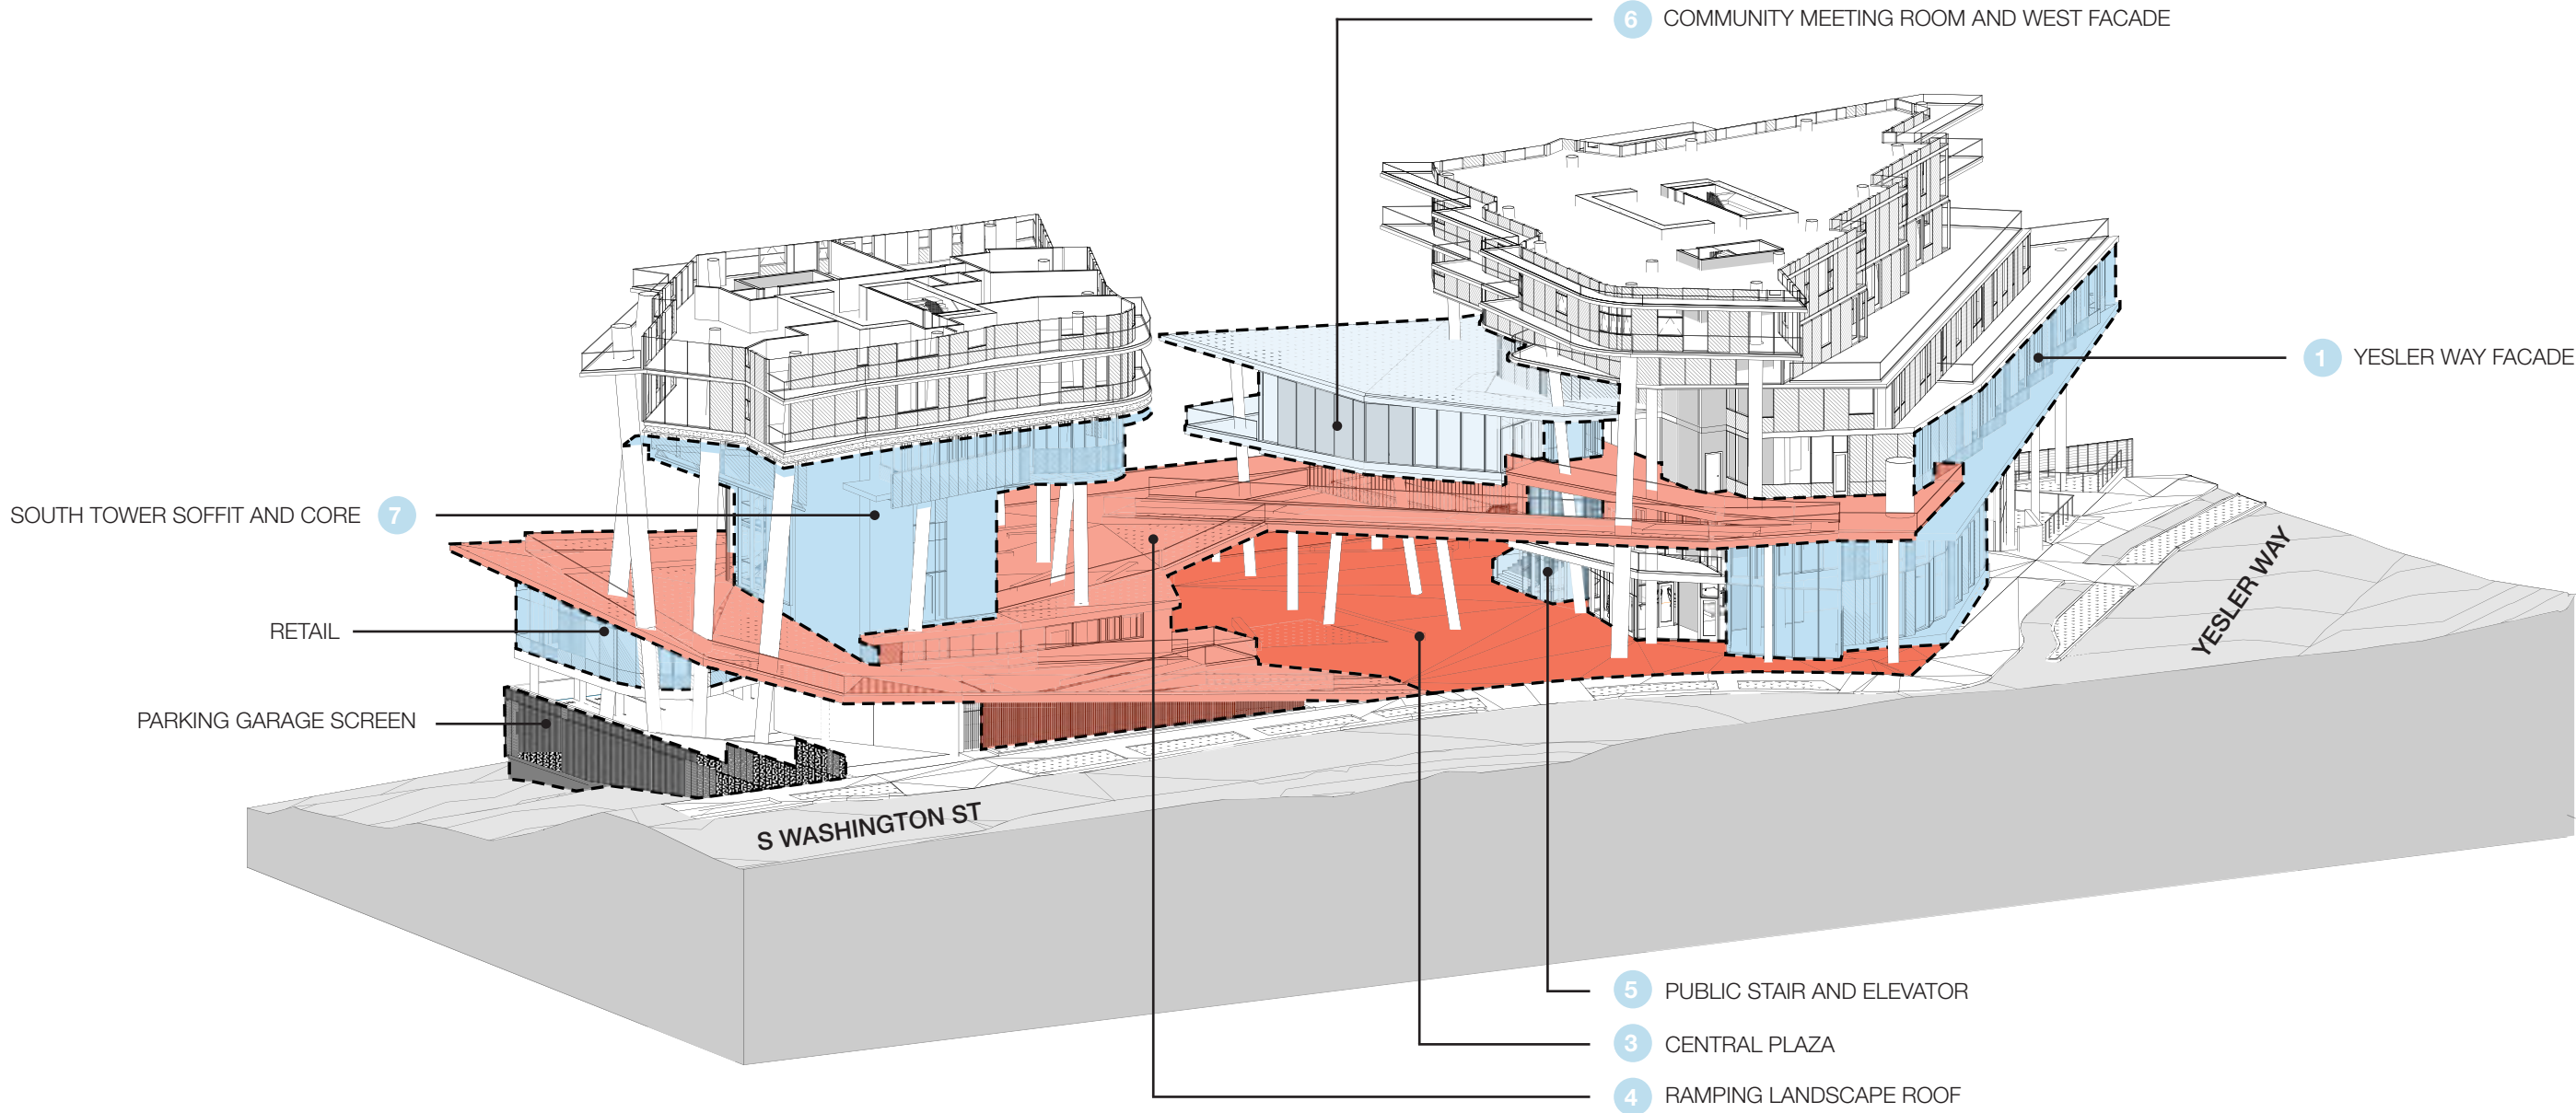 6 COMMUNITY MEETING ROOM AND WEST FACADE
1 YESLER WAY FACADE
SOUTH TOWER SOFFIT AND CORE 7
YESLER WAY
RETAIL
PARKING GARAGE SCREEN
S WASHINGTON ST
5 PUBLIC STAIR AND ELEVATOR
3 CENTRAL PLAZA
4 RAMPING LANDSCAPE ROOF